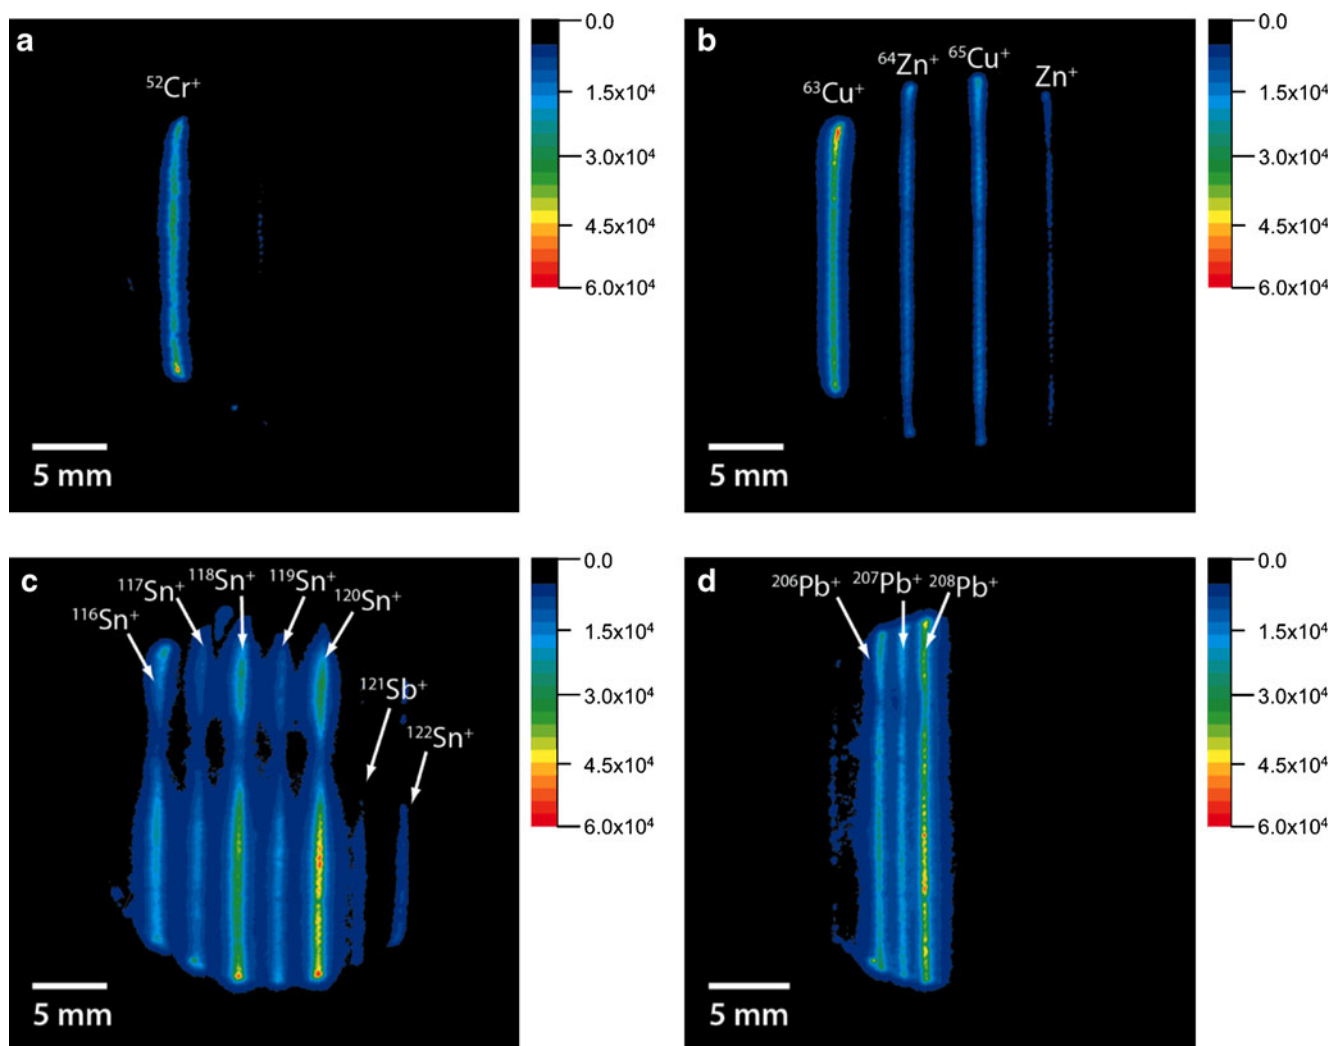 a
⁵²Cr⁺
5 mm
0.0
1.5x10⁴
3.0x10⁴
4.5x10⁴
6.0x10⁴
b
⁶³Cu⁺
⁶⁴Zn⁺
⁶⁵Cu⁺
Zn⁺
5 mm
0.0
1.5x10⁴
3.0x10⁴
4.5x10⁴
6.0x10⁴
c
¹¹⁶Sn⁺
¹¹⁷Sn⁺
¹¹⁸Sn⁺
¹¹⁹Sn⁺
¹²⁰Sn⁺
¹²¹Sb⁺
¹²²Sn⁺
5 mm
0.0
1.5x10⁴
3.0x10⁴
4.5x10⁴
6.0x10⁴
d
²⁰⁶Pb⁺
²⁰⁷Pb⁺
²⁰⁸Pb⁺
5 mm
0.0
1.5x10⁴
3.0x10⁴
4.5x10⁴
6.0x10⁴